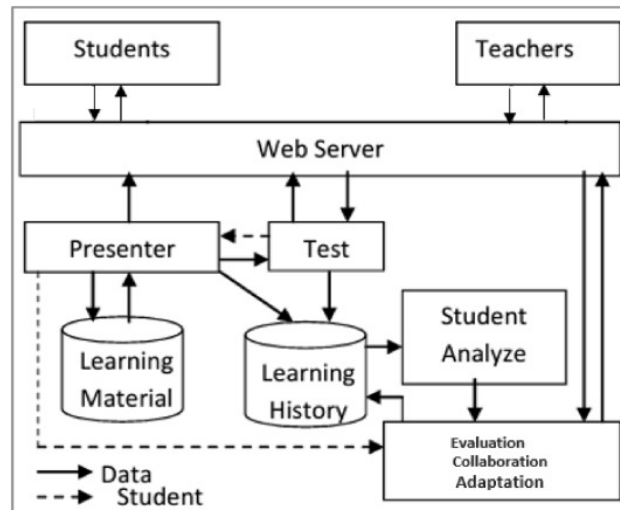 Students
Teachers
Web Server
Presenter
Test
Learning
Material
Learning
History
Student
Analyze
Evaluation
Collaboration
Adaptation
Data
Student